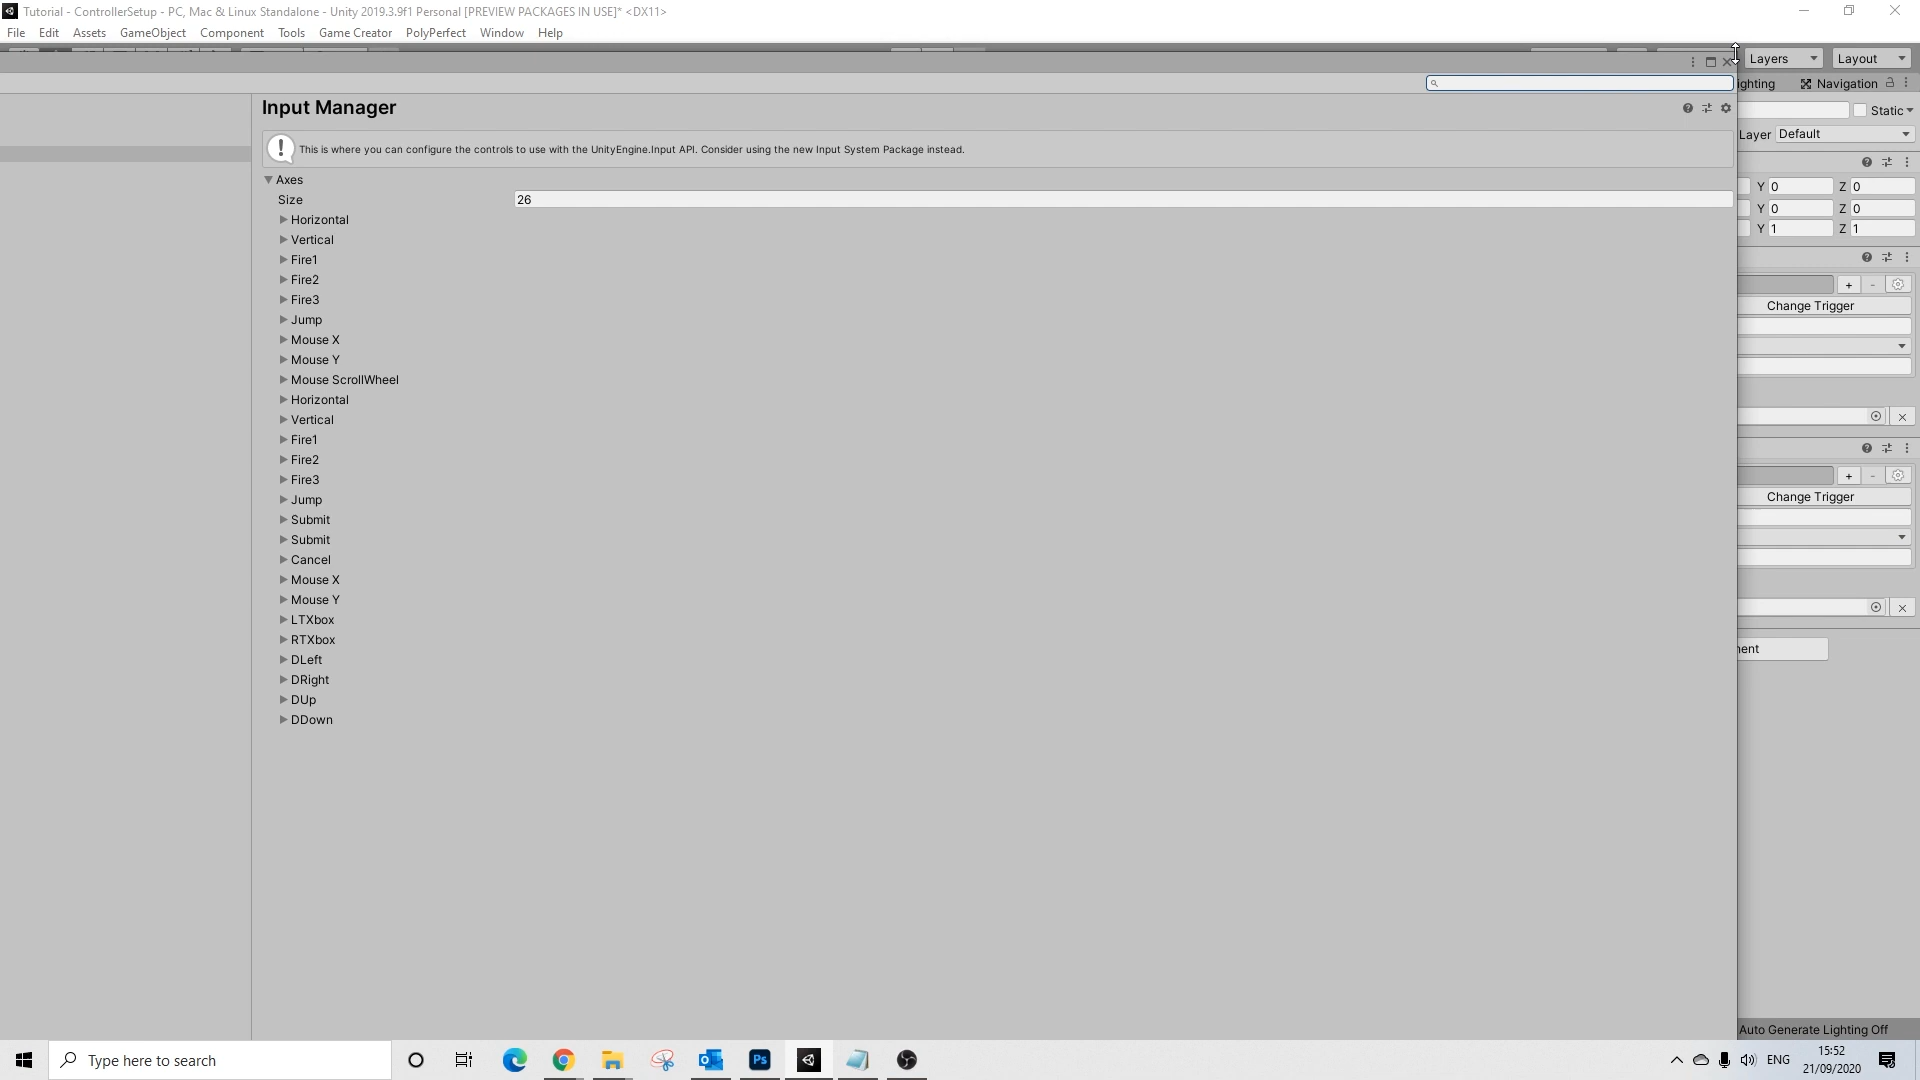 Tutorial - ControllerSetup - PC, Mac & Linux Standalone - Unity 2019.3.9f1 Personal [PREVIEW PACKAGES IN USE]* <DX11>
File Edit Assets GameObject Component Tools Game Creator PolyPerfect Window Help
Layers Layout
ighting Navigation
Input Manager
Static
Layer Default
This is where you can configure the controls to use with the UnityEngine.Input API. Consider using the new Input System Package instead.
Axes
Y 0 Z 0
Size 26
Y 0 Z 0
Horizontal
Y 1 Z 1
Vertical
Fire1
Fire2
Fire3
Change Trigger
Jump
Mouse X
Mouse Y
Mouse ScrollWheel
Horizontal
Vertical
Fire1
Fire2
Fire3
Change Trigger
Jump
Submit
Submit
Cancel
Mouse X
Mouse Y
LTXbox
RTXbox
nent
DLeft
DRight
DUp
DDown
Auto Generate Lighting Off
Type here to search
Ps
ENG
15:52
21/09/2020